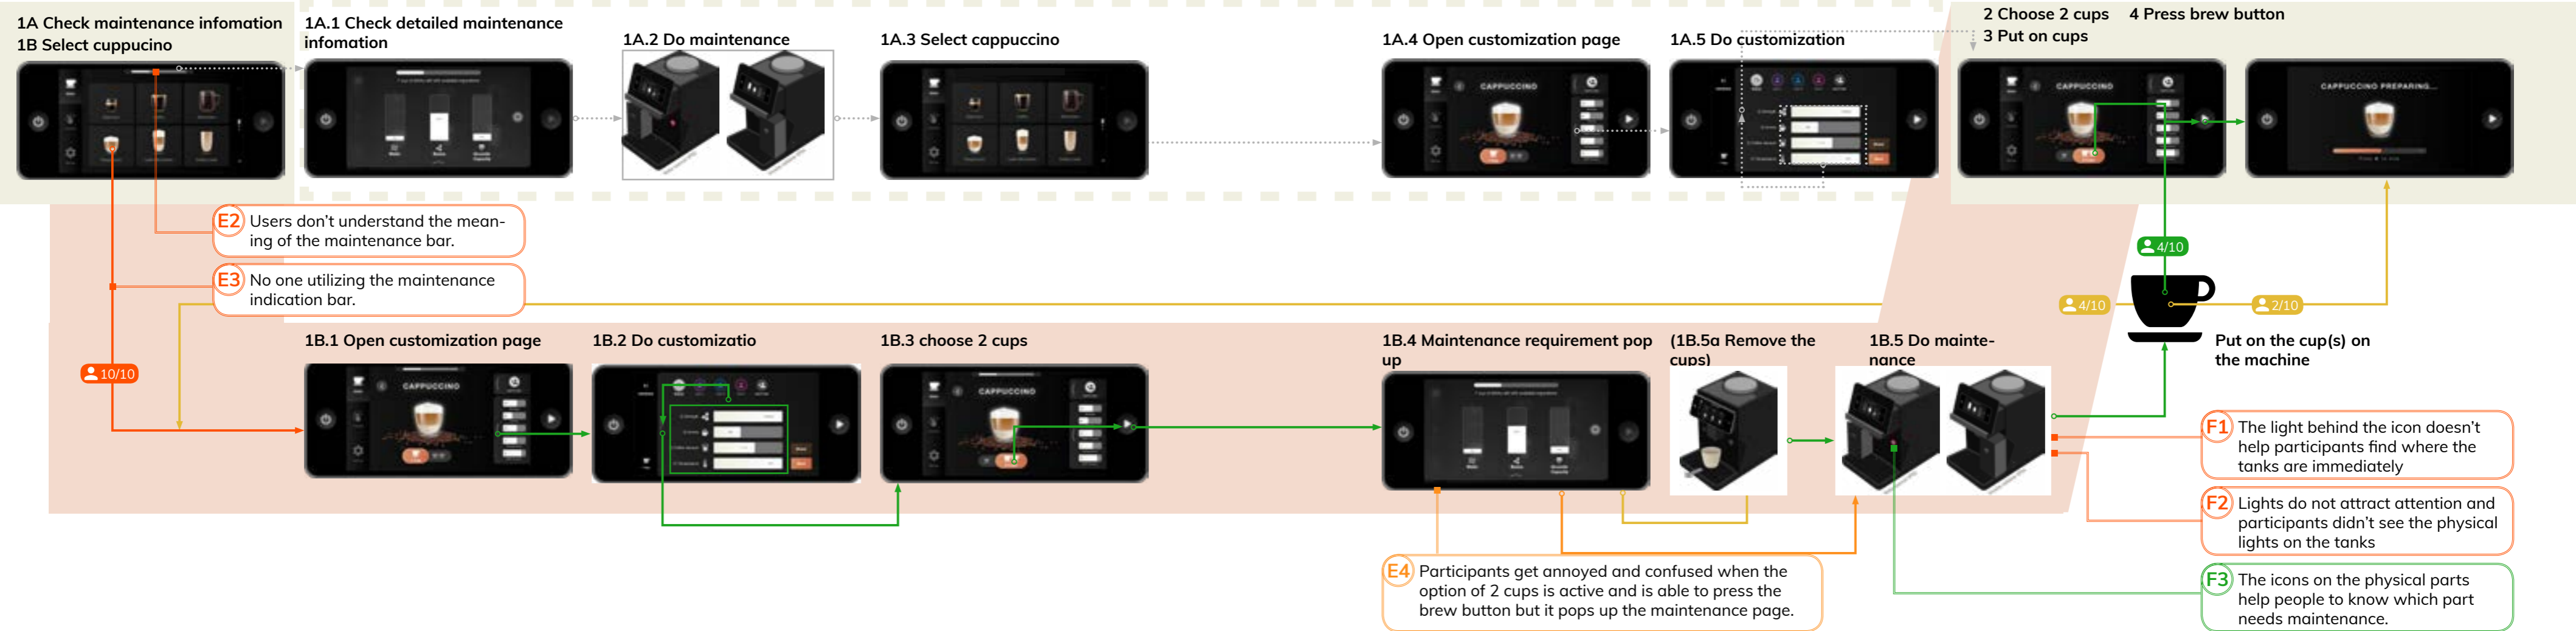 1A Check maintenance infomation
1B Select cuppucino
1A.1 Check detailed maintenance
infomation
1A.2 Do maintenance
1A.3 Select cappuccino
1A.4 Open customization page
1A.5 Do customization
2 Choose 2 cups 4 Press brew button
3 Put on cups
CAPPUCCINO
CAPPUCCINO
CAPPUCCINO PREPARING...
E2 Users don't understand the mean-
ing of the maintenance bar.
E3 No one utilizing the maintenance
indication bar.
4/10
4/10
2/10
10/10
1B.1 Open customization page
1B.2 Do customizatio
1B.3 choose 2 cups
1B.4 Maintenance requirement pop
up
(1B.5a Remove the
cups)
1B.5 Do mainte-
nance
Put on the cup(s) on
the machine
CAPPUCCINO
CAPPUCCINO
F1 The light behind the icon doesn't
help participants find where the
tanks are immediately
F2 Lights do not attract attention and
participants didn't see the physical
lights on the tanks
E4 Participants get annoyed and confused when the
option of 2 cups is active and is able to press the
brew button but it pops up the maintenance page.
F3 The icons on the physical parts
help people to know which part
needs maintenance.